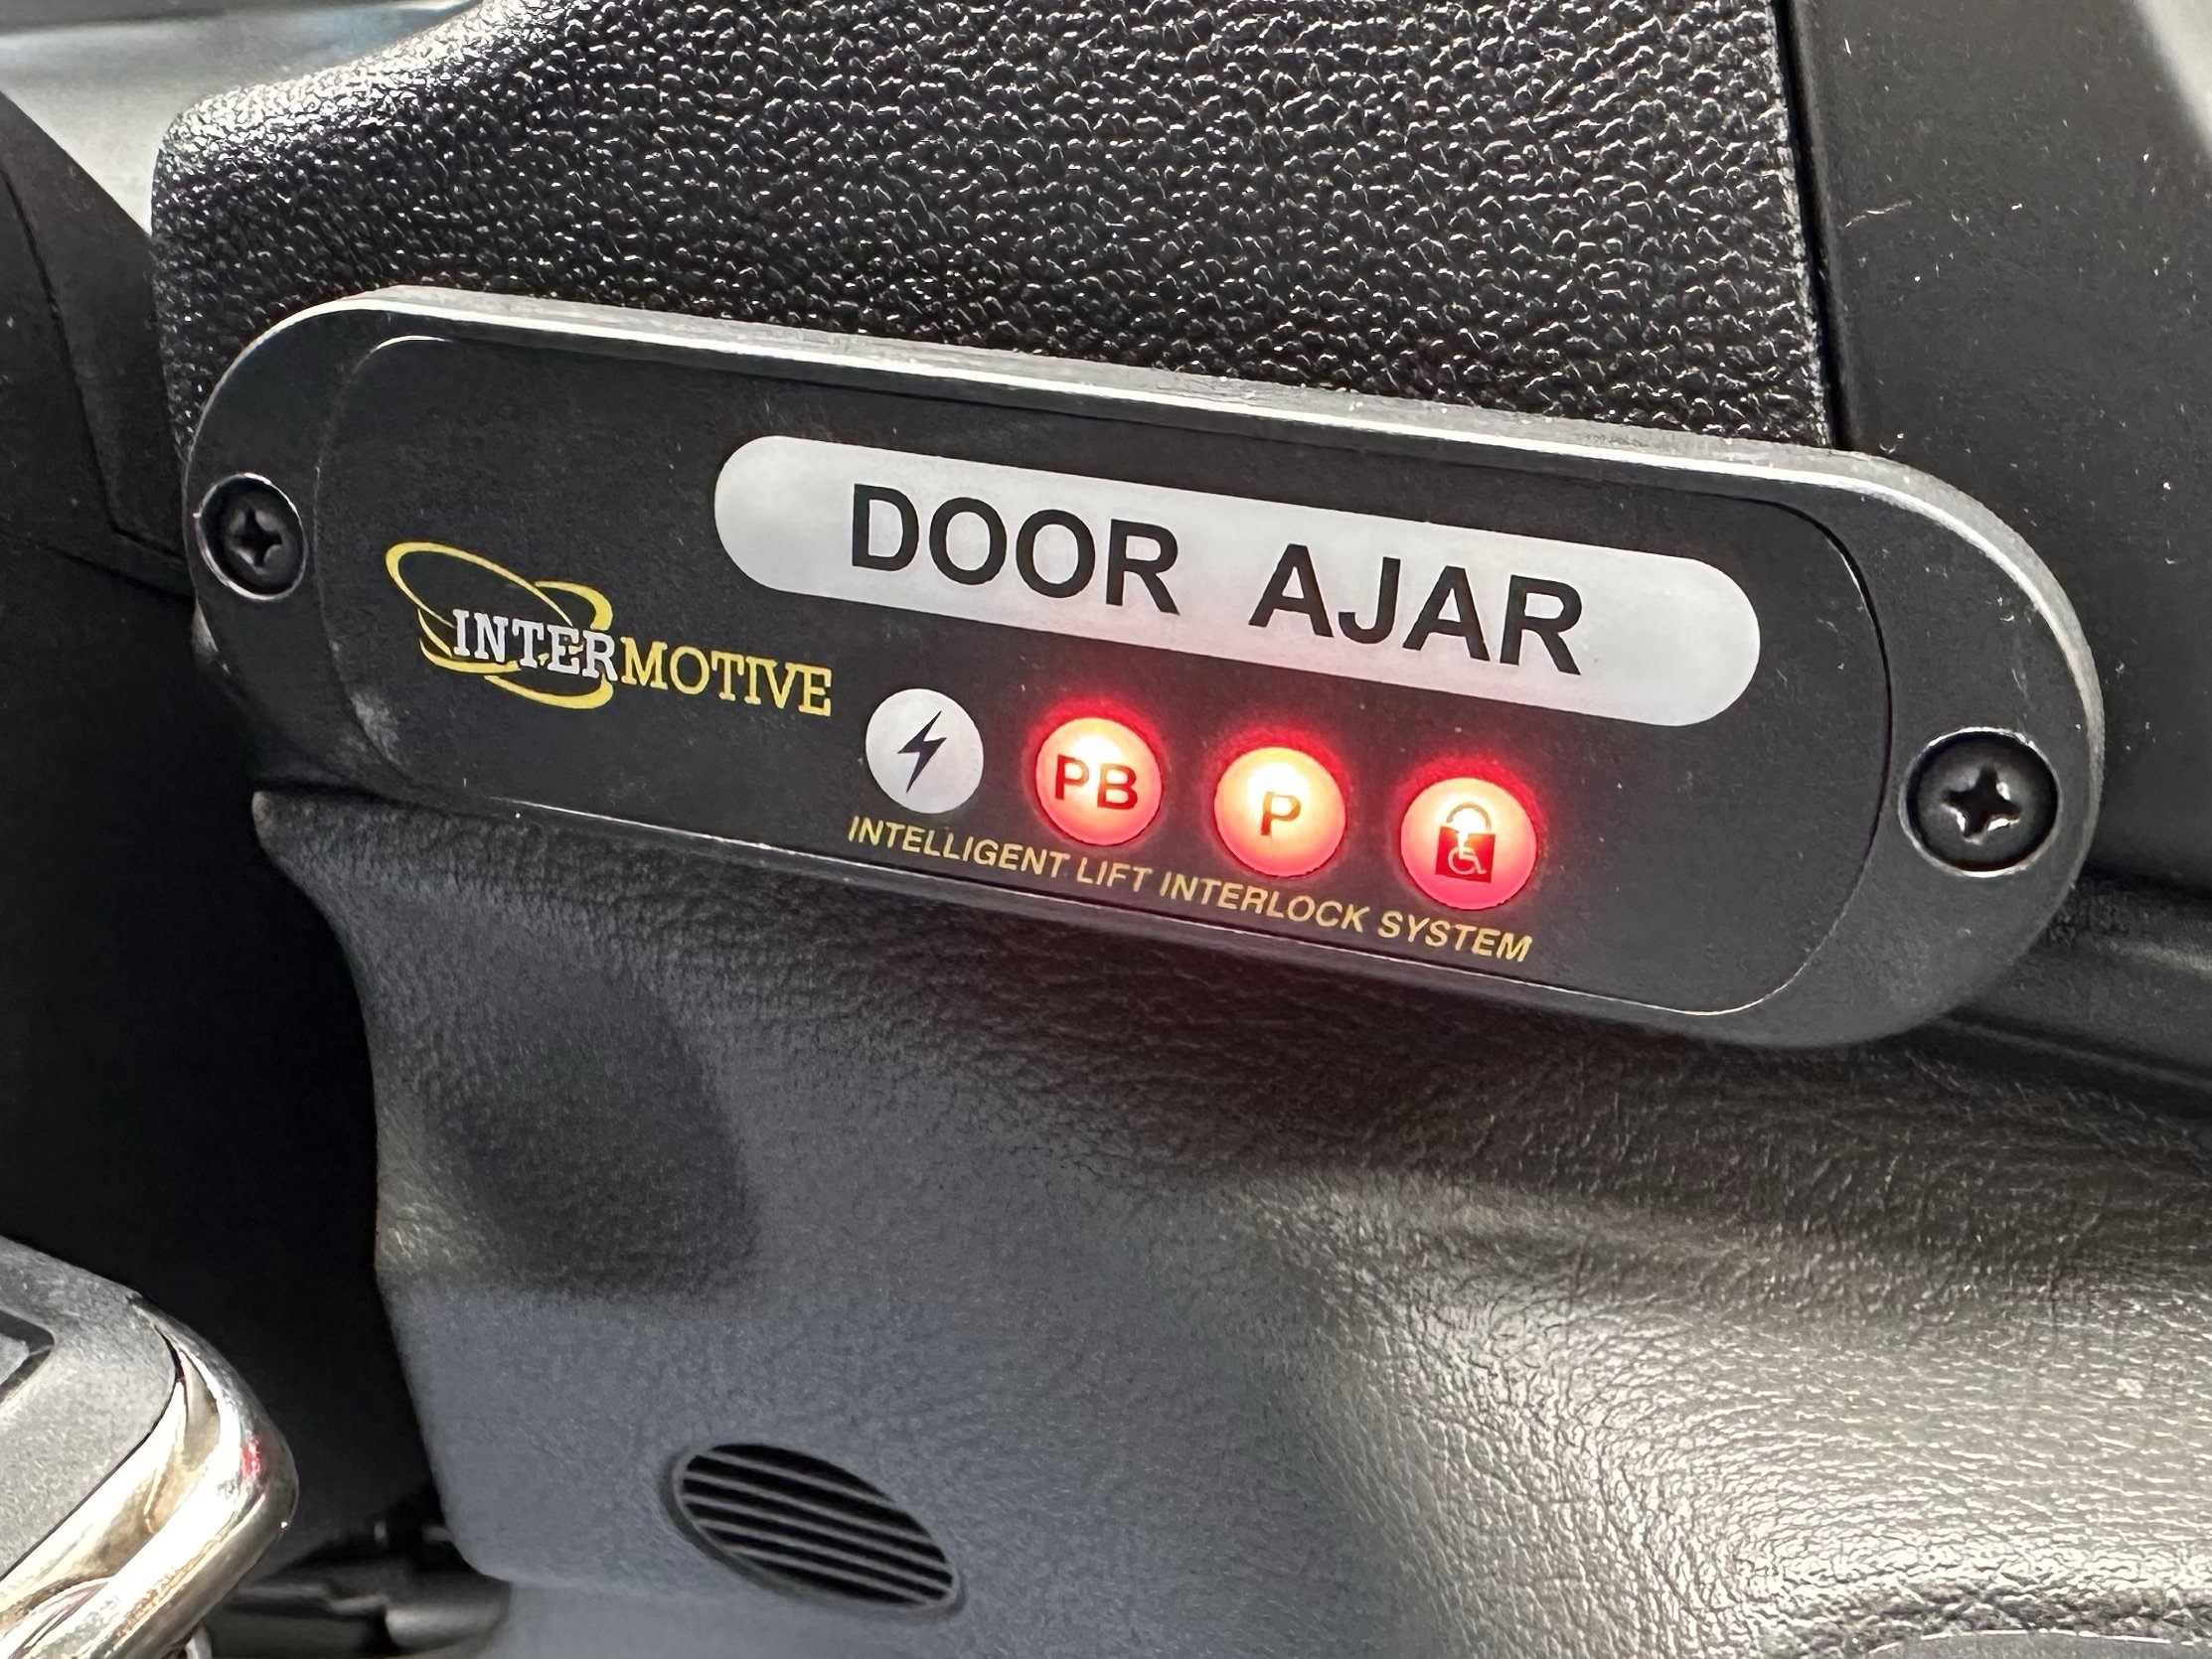 DOOR AJAR
INTERMOTIVE
PB
P
INTELLIGENT LIFT INTERLOCK SYSTEM